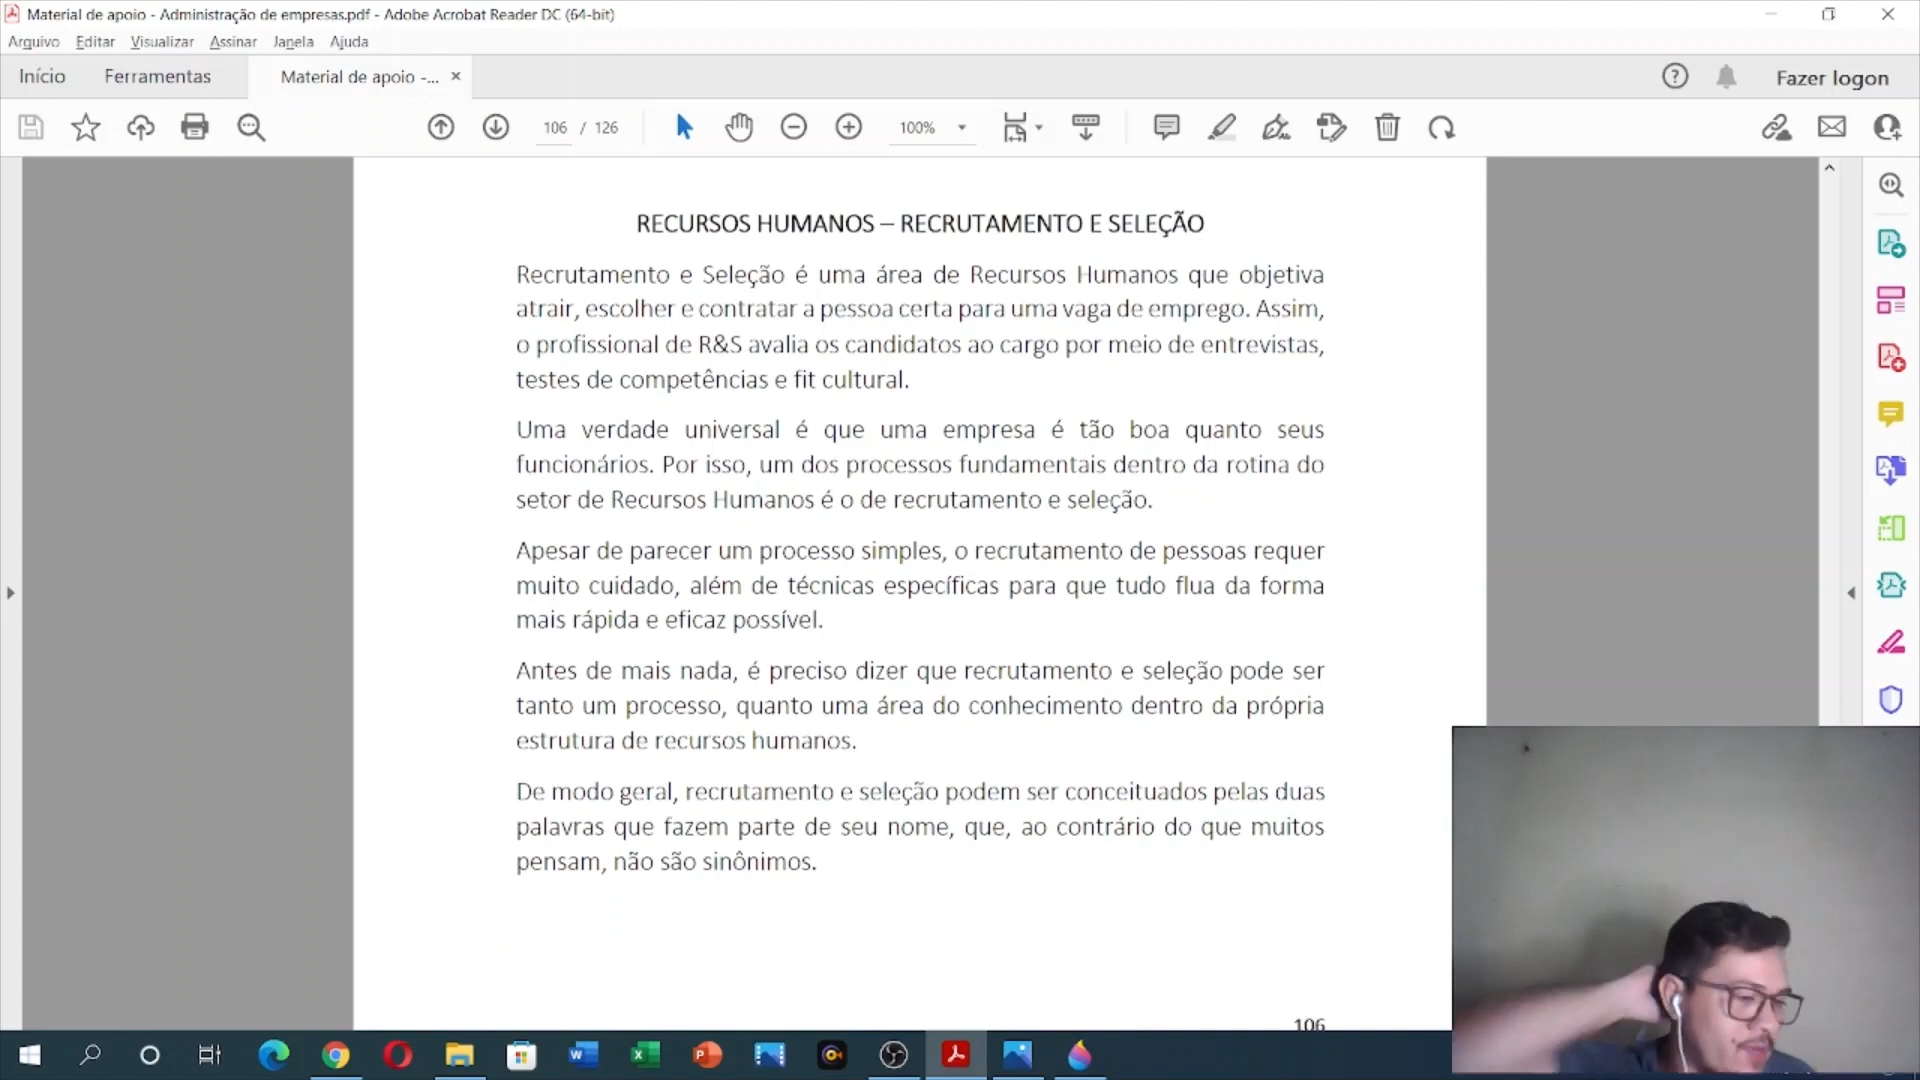 Material de apoio - Administração de empresas.pdf - Adobe Acrobat Reader DC (64-bit)
Arquivo Editar Visualizar Assinar Janela Ajuda
Início Ferramentas Material de apoio -... Fazer logon
106 / 126 100%
RECURSOS HUMANOS – RECRUTAMENTO E SELEÇÃO
Recrutamento e Seleção é uma área de Recursos Humanos que objetiva
atrair, escolher e contratar a pessoa certa para uma vaga de emprego. Assim,
o profissional de R&S avalia os candidatos ao cargo por meio de entrevistas,
testes de competências e fit cultural.
Uma verdade universal é que uma empresa é tão boa quanto seus
funcionários. Por isso, um dos processos fundamentais dentro da rotina do
setor de Recursos Humanos é o de recrutamento e seleção.
Apesar de parecer um processo simples, o recrutamento de pessoas requer
muito cuidado, além de técnicas específicas para que tudo flua da forma
mais rápida e eficaz possível.
Antes de mais nada, é preciso dizer que recrutamento e seleção pode ser
tanto um processo, quanto uma área do conhecimento dentro da própria
estrutura de recursos humanos.
De modo geral, recrutamento e seleção podem ser conceituados pelas duas
palavras que fazem parte de seu nome, que, ao contrário do que muitos
pensam, não são sinônimos.
106